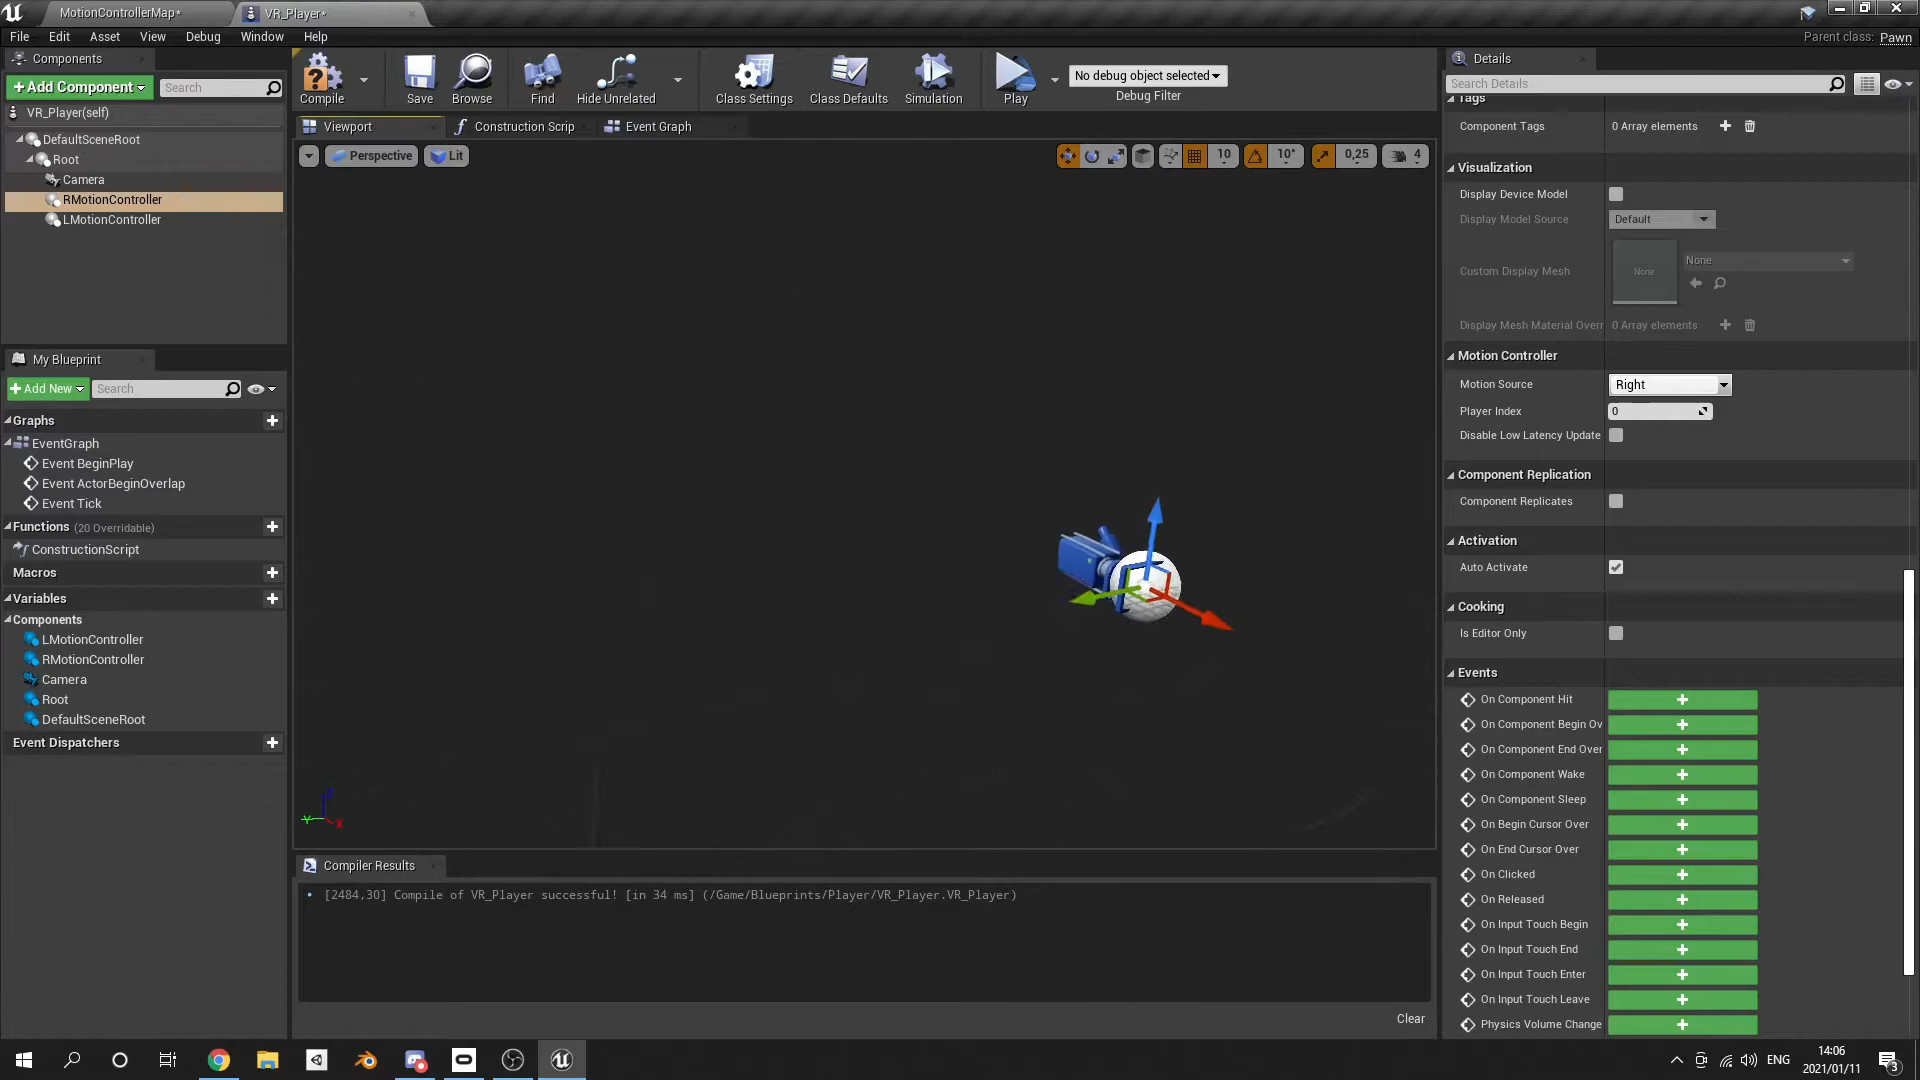 MotionControllerMap*
VR_Player*
File Edit Asset View Debug Window Help
Parent class: Pawn
Components
Add Component
Search
VR_Player(self)
DefaultSceneRoot
Root
Camera
RMotionController
LMotionController
My Blueprint
Add New
Search
Graphs
EventGraph
Event BeginPlay
Event ActorBeginOverlap
Event Tick
Functions (20 Overridable)
ConstructionScript
Macros
Variables
Components
LMotionController
RMotionController
Camera
Root
DefaultSceneRoot
Event Dispatchers
Compile
Save
Browse
Find
Hide Unrelated
Class Settings
Class Defaults
Simulation
Play
No debug object selected
Debug Filter
Viewport
Construction Scrip
Event Graph
Perspective
Lit
10
10°
0,25
4
Y
X
Compiler Results
[2484,30] Compile of VR_Player successful! [in 34 ms] (/Game/Blueprints/Player/VR_Player.VR_Player)
Clear
Details
Search Details
Tags
Component Tags 0 Array elements
Visualization
Display Device Model
Display Model Source Default
Custom Display Mesh None None
Display Mesh Material Overr 0 Array elements
Motion Controller
Motion Source Right
Player Index 0
Disable Low Latency Update
Component Replication
Component Replicates
Activation
Auto Activate
Cooking
Is Editor Only
Events
On Component Hit
On Component Begin Ov
On Component End Over
On Component Wake
On Component Sleep
On Begin Cursor Over
On End Cursor Over
On Clicked
On Released
On Input Touch Begin
On Input Touch End
On Input Touch Enter
On Input Touch Leave
Physics Volume Change
ENG
14:06
2021/01/11
3